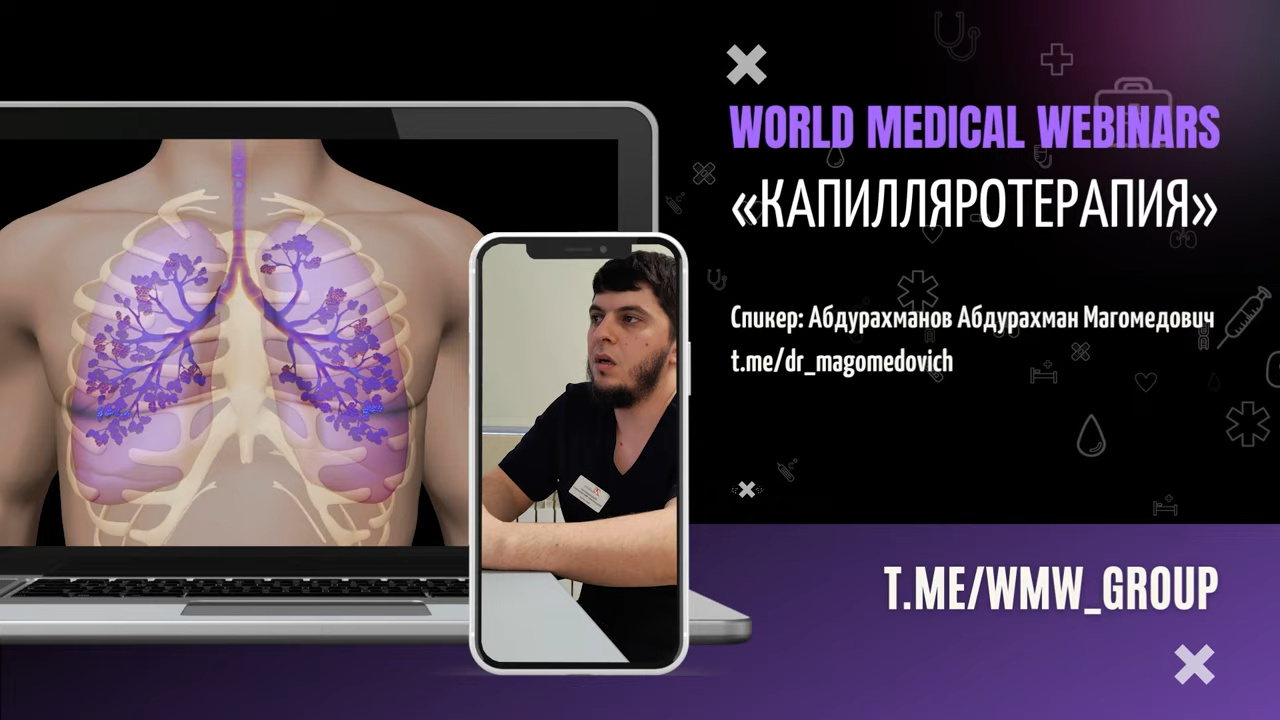 WORLD MEDICAL WEBINARS
«КАПИЛЛЯРОТЕРАПИЯ»
Спикер: Абдурахманов Абдурахман Магомедович
t.me/dr_magomedovich
T.ME/WMW_GROUP